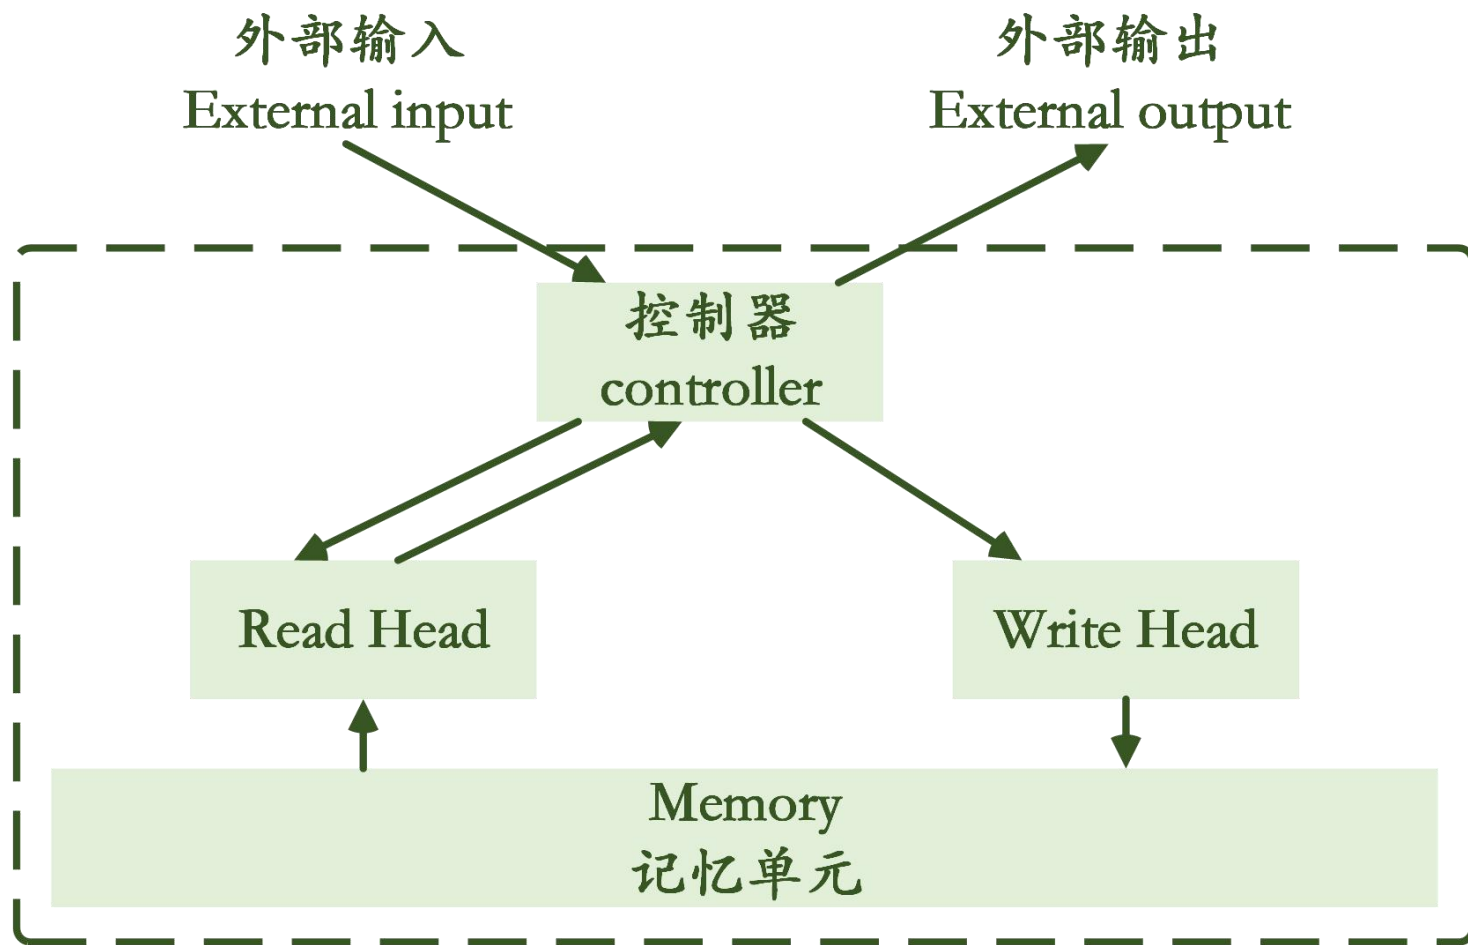 外部输入
External input
外部输出
External output
控制器
controller
Read Head
Write Head
Memory
记忆单元